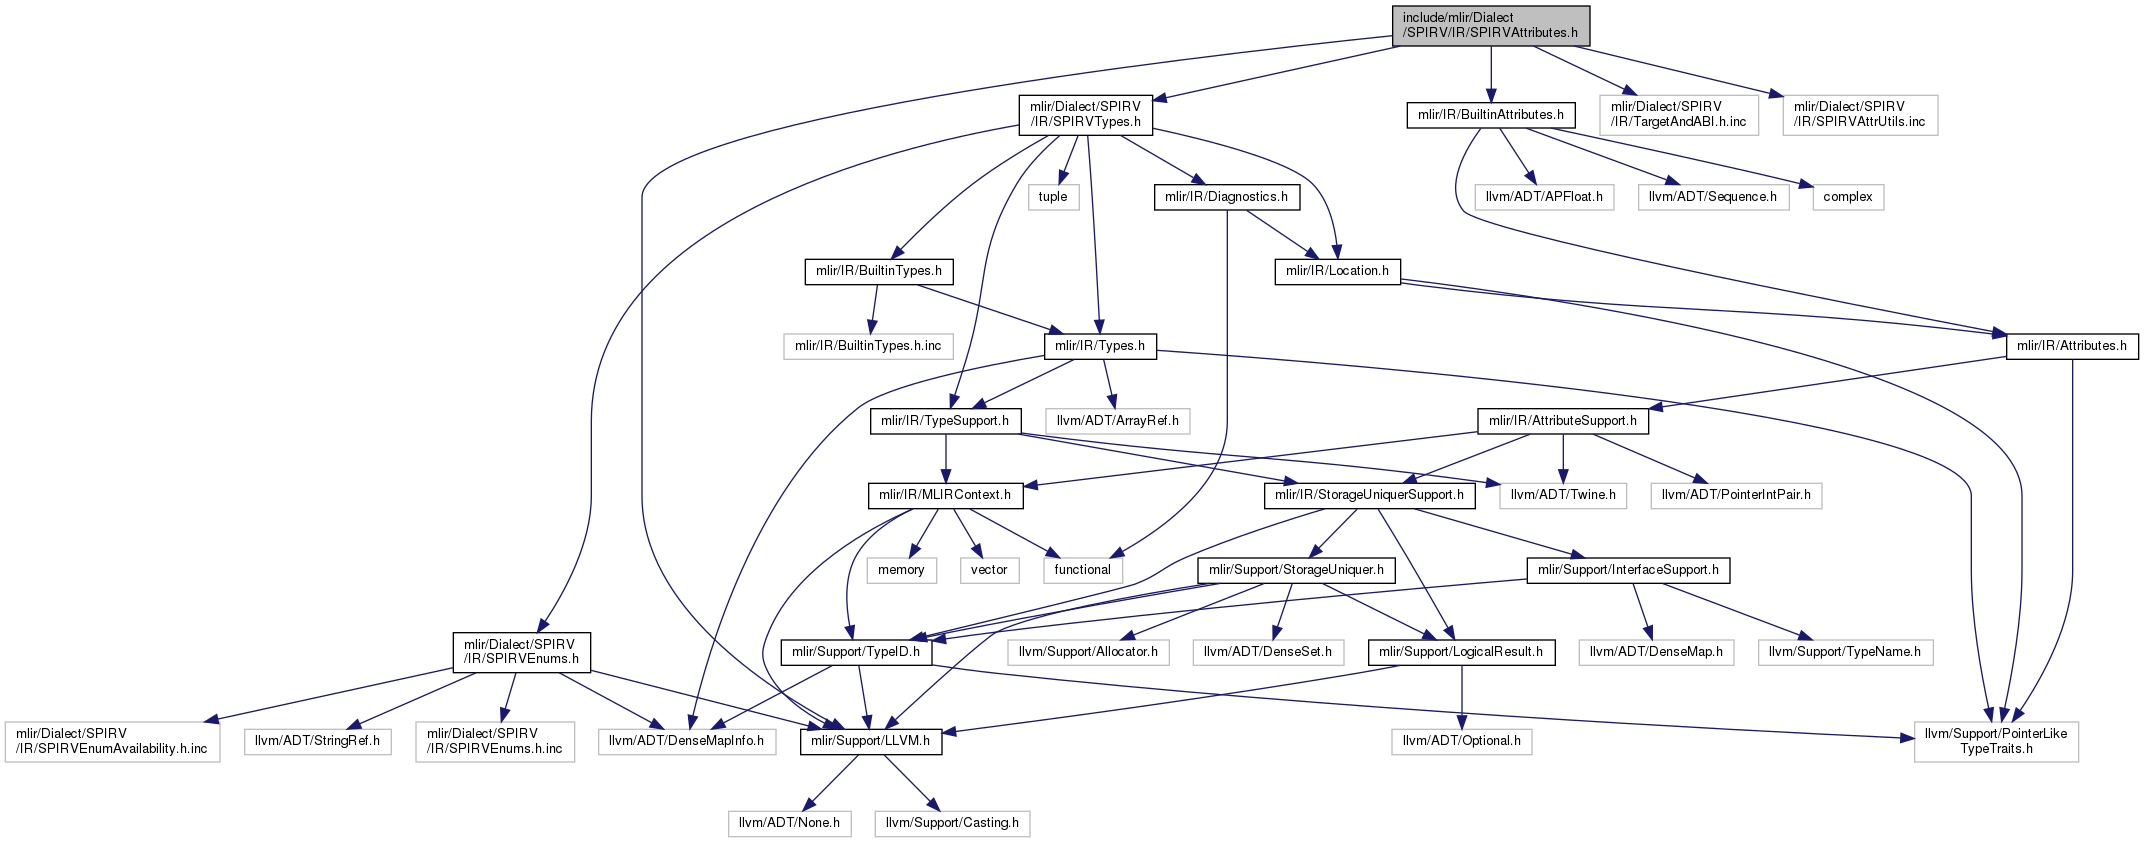 include/mlir/Dialect
/SPIRV/IR/SPIRVAttributes.h
mlir/Dialect/SPIRV
/IR/SPIRVTypes.h
mlir/IR/BuiltinAttributes.h
mlir/Dialect/SPIRV
/IR/TargetAndABI.h.inc
mlir/Dialect/SPIRV
/IR/SPIRVAttrUtils.inc
tuple
mlir/IR/Diagnostics.h
llvm/ADT/APFloat.h
llvm/ADT/Sequence.h
complex
mlir/IR/BuiltinTypes.h
mlir/IR/Location.h
mlir/IR/BuiltinTypes.h.inc
mlir/IR/Types.h
mlir/IR/Attributes.h
mlir/IR/TypeSupport.h
llvm/ADT/ArrayRef.h
mlir/IR/AttributeSupport.h
mlir/IR/MLIRContext.h
mlir/IR/StorageUniquerSupport.h
llvm/ADT/Twine.h
llvm/ADT/PointerIntPair.h
memory
vector
functional
mlir/Support/StorageUniquer.h
mlir/Support/InterfaceSupport.h
mlir/Dialect/SPIRV
/IR/SPIRVEnums.h
mlir/Support/TypeID.h
llvm/Support/Allocator.h
llvm/ADT/DenseSet.h
mlir/Support/LogicalResult.h
llvm/ADT/DenseMap.h
llvm/Support/TypeName.h
mlir/Dialect/SPIRV
/IR/SPIRVEnumAvailability.h.inc
llvm/ADT/StringRef.h
mlir/Dialect/SPIRV
/IR/SPIRVEnums.h.inc
llvm/ADT/DenseMapInfo.h
mlir/Support/LLVM.h
llvm/ADT/Optional.h
llvm/Support/PointerLike
TypeTraits.h
llvm/ADT/None.h
llvm/Support/Casting.h